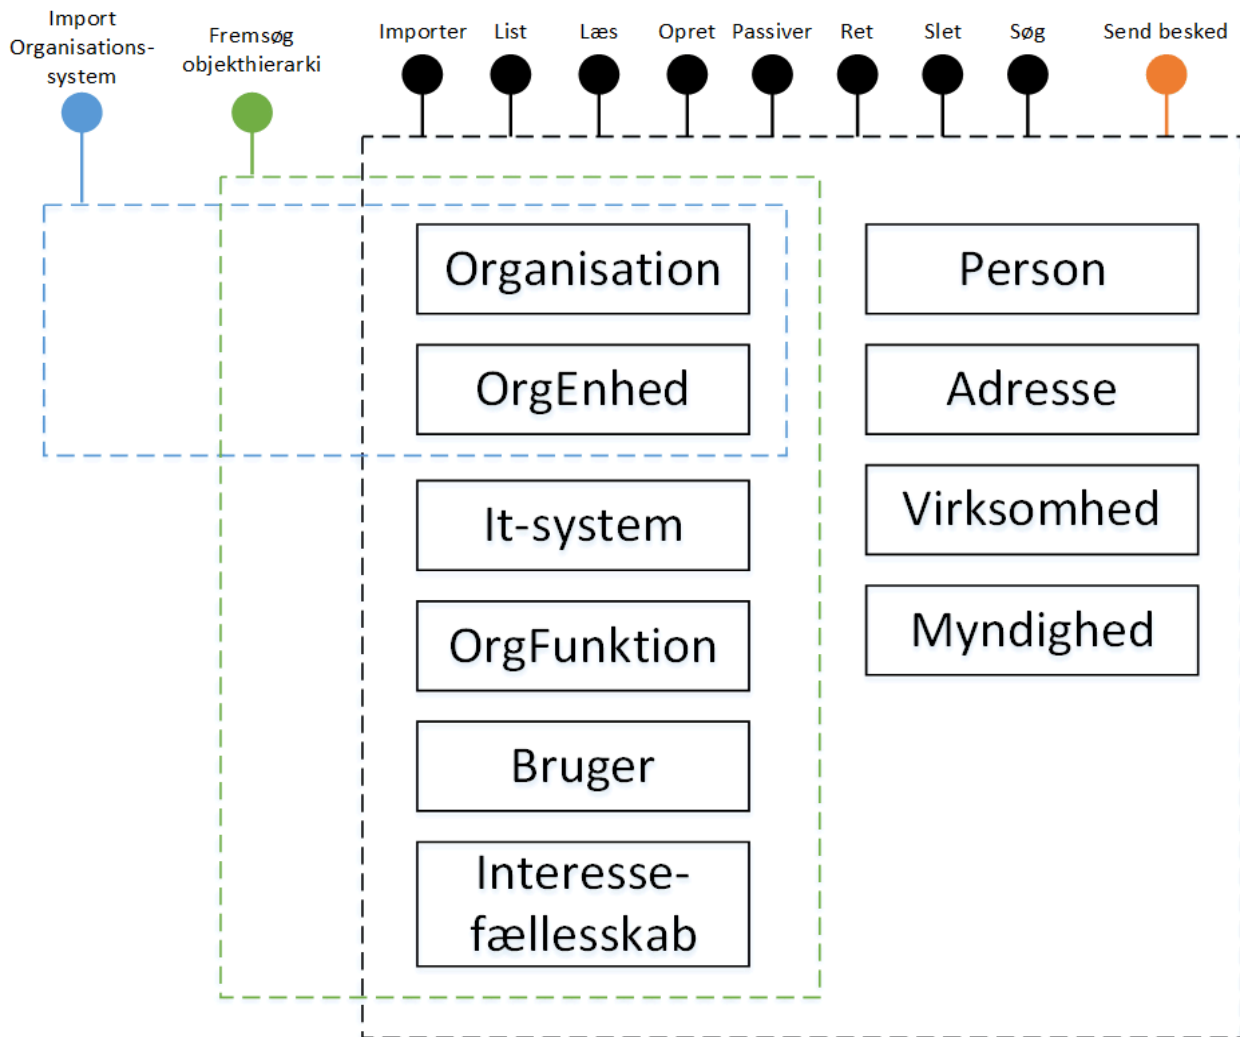 Import
Organisations-
system
Fremsøg
objekthierarki
Importer
List
Læs
Opret
Passiver
Ret
Slet
Søg
Send besked
Organisation
OrgEnhed
It-system
OrgFunktion
Bruger
Interesse-
fællesskab
Person
Adresse
Virksomhed
Myndighed